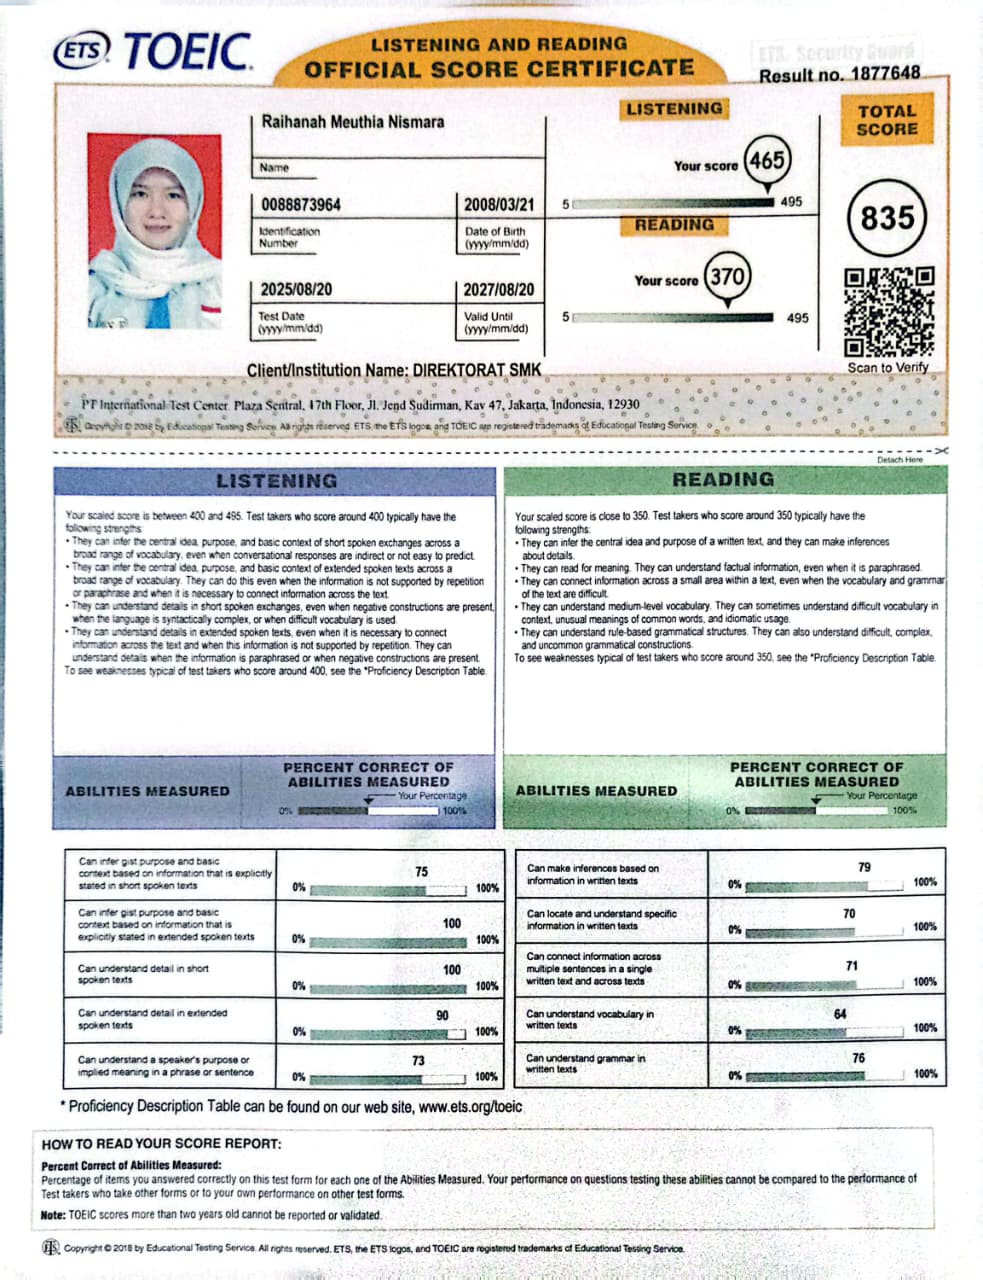 ETS TOEIC
LISTENING AND READING
OFFICIAL SCORE CERTIFICATE
ETS. Security Guard
Result no. 1877648
Raihanah Meuthia Nismara
Name
0088873964
Identification
Number
2008/03/21
Date of Birth
(yyyy/mm/dd)
2025/08/20
Test Date
(yyyy/mm/dd)
2027/08/20
Valid Until
(yyyy/mm/dd)
LISTENING
Your score 465
5 495
READING
Your score 370
5 495
TOTAL
SCORE
835
Scan to Verify
Client/Institution Name: DIREKTORAT SMK
PT International Test Center Plaza Sentral, 17th Floor, Jl. Jend Sudirman, Kav 47, Jakarta, Indonesia, 12930
Copyright © 2018 by Educational Testing Service. All rights reserved. ETS, the ETS logos, and TOEIC are registered trademarks of Educational Testing Service.
Detach Here
LISTENING
Your scaled score is between 400 and 495. Test takers who score around 400 typically have the
following strengths:
• They can infer the central idea, purpose, and basic context of short spoken exchanges across a
broad range of vocabulary, even when conversational responses are indirect or not easy to predict.
• They can infer the central idea, purpose, and basic context of extended spoken texts across a
broad range of vocabulary. They can do this even when the information is not supported by repetition
or paraphrase and when it is necessary to connect information across the text.
• They can understand details in short spoken exchanges, even when negative constructions are present,
when the language is syntactically complex, or when difficult vocabulary is used.
• They can understand details in extended spoken texts, even when it is necessary to connect
information across the text and when this information is not supported by repetition. They can
understand details when the information is paraphrased or when negative constructions are present.
To see weaknesses typical of test takers who score around 400, see the *Proficiency Description Table.
READING
Your scaled score is close to 350. Test takers who score around 350 typically have the
following strengths:
• They can infer the central idea and purpose of a written text, and they can make inferences
about details.
• They can read for meaning. They can understand factual information, even when it is paraphrased.
• They can connect information across a small area within a text, even when the vocabulary and grammar
of the text are difficult.
• They can understand medium-level vocabulary. They can sometimes understand difficult vocabulary in
context, unusual meanings of common words, and idiomatic usage.
• They can understand rule-based grammatical structures. They can also understand difficult, complex,
and uncommon grammatical constructions.
To see weaknesses typical of test takers who score around 350, see the *Proficiency Description Table.
ABILITIES MEASURED
PERCENT CORRECT OF
ABILITIES MEASURED
Your Percentage
0% 100%
ABILITIES MEASURED
PERCENT CORRECT OF
ABILITIES MEASURED
Your Percentage
0% 100%
Can infer gist purpose and basic
context based on information that is explicitly
stated in short spoken texts
75
0% 100%
Can infer gist purpose and basic
context based on information that is
explicitly stated in extended spoken texts
100
0% 100%
Can understand detail in short
spoken texts
100
0% 100%
Can understand detail in extended
spoken texts
90
0% 100%
Can understand a speaker's purpose or
implied meaning in a phrase or sentence
73
0% 100%
Can make inferences based on
information in written texts
79
0% 100%
Can locate and understand specific
information in written texts
70
0% 100%
Can connect information across
multiple sentences in a single
written text and across texts
71
0% 100%
Can understand vocabulary in
written texts
64
0% 100%
Can understand grammar in
written texts
76
0% 100%
* Proficiency Description Table can be found on our web site, www.ets.org/toeic
HOW TO READ YOUR SCORE REPORT:
Percent Correct of Abilities Measured:
Percentage of items you answered correctly on this test form for each one of the Abilities Measured. Your performance on questions testing these abilities cannot be compared to the performance of
Test takers who take other forms or to your own performance on other test forms.
Note: TOEIC scores more than two years old cannot be reported or validated.
Copyright © 2018 by Educational Testing Service. All rights reserved. ETS, the ETS logos, and TOEIC are registered trademarks of Educational Testing Service.